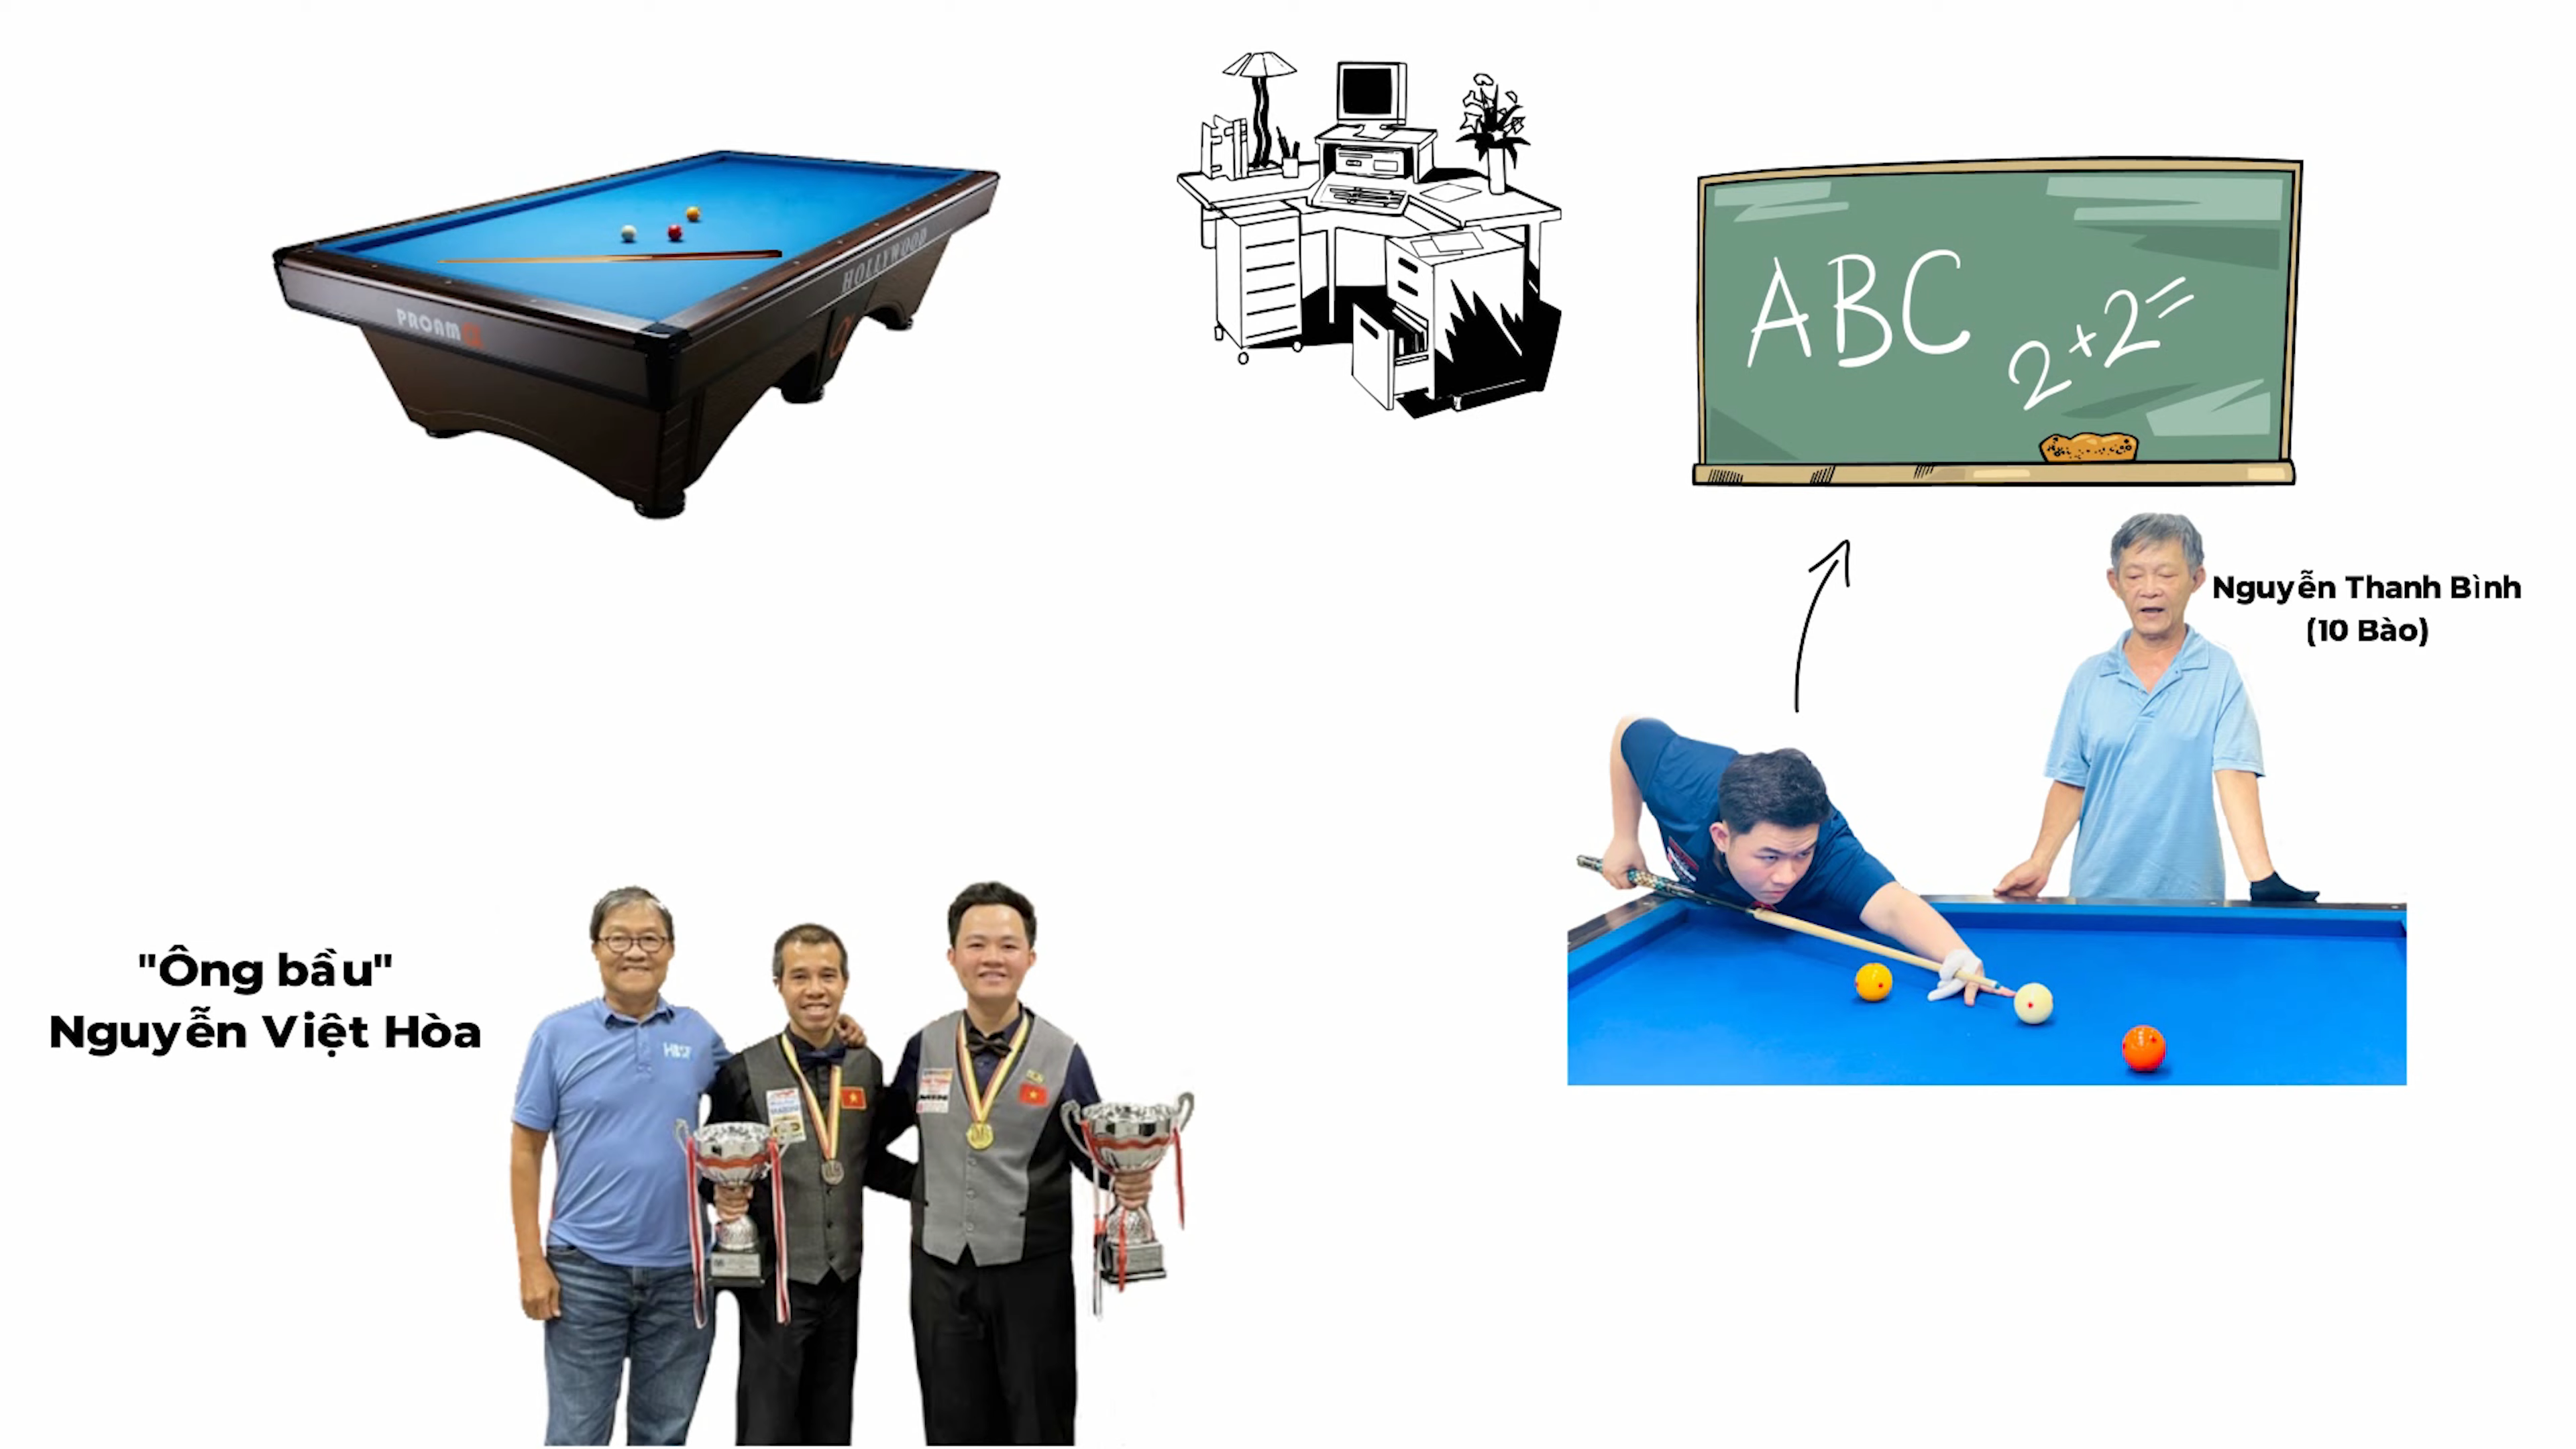 PROAM
HOLLYWOOD
ABC
2+2=
Nguyễn Thanh Bình
(10 Bào)
"Ông bầu"
Nguyễn Việt Hòa